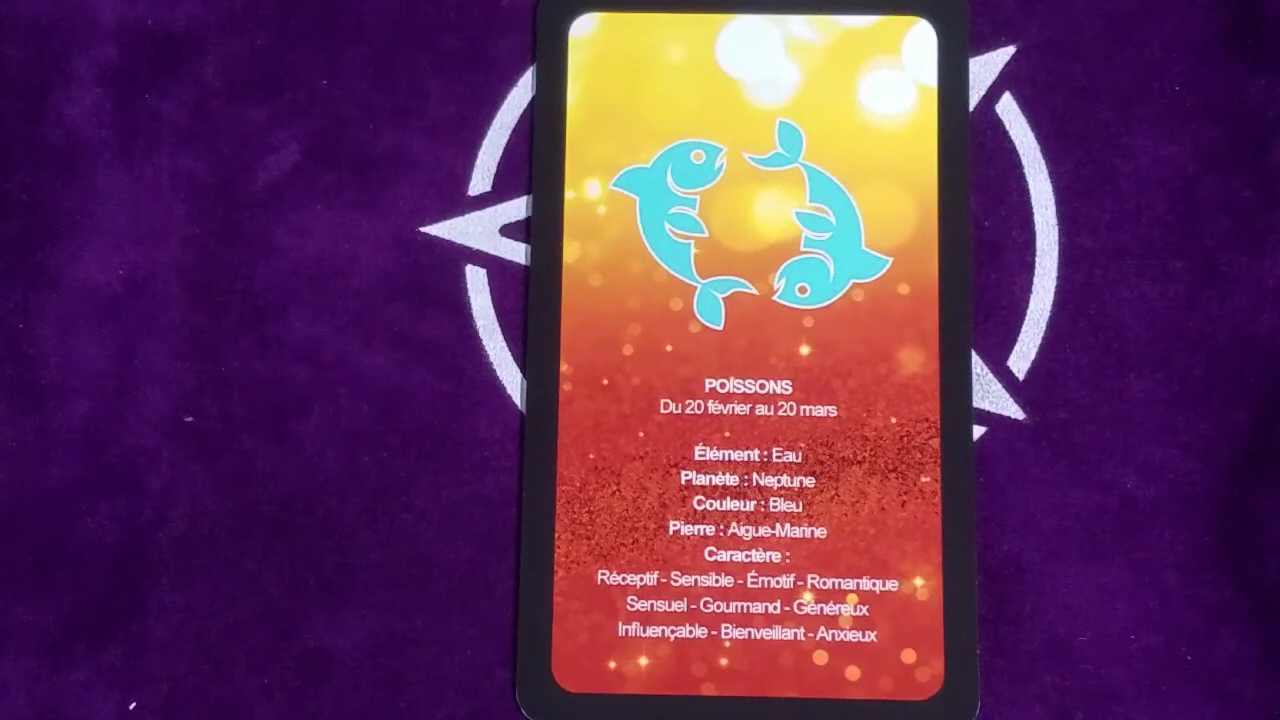 POISSONS
Du 20 février au 20 mars
Élément : Eau
Planète : Neptune
Couleur : Bleu
Pierre : Aigue-Marine
Caractère :
Réceptif - Sensible - Émotif - Romantique
Sensuel - Gourmand - Généreux
Influençable - Bienveillant - Anxieux